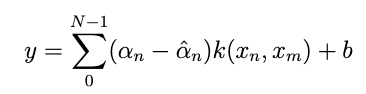 y = \sum_{0}^{N-1} (\alpha_n - \hat{\alpha}_n) k(x_n, x_m) + b